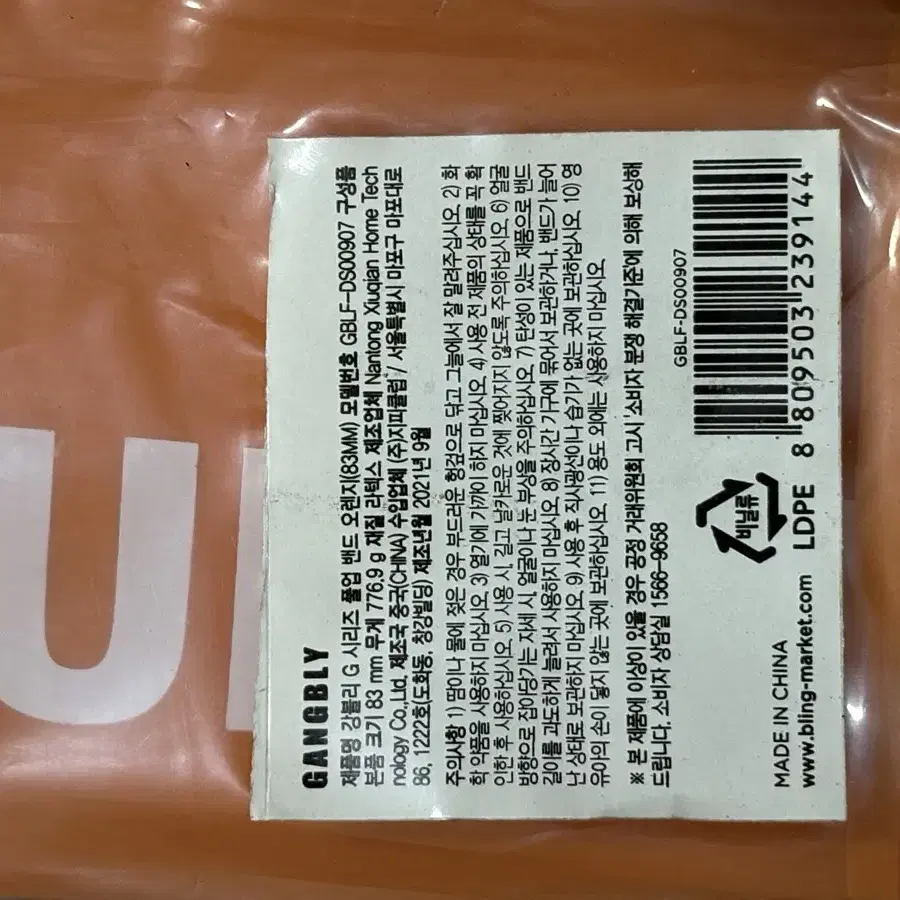 GANGBLY
제품명 강블리 G 시리즈 풀업 밴드 오렌지(83MM) 모델번호 GBLF-DS00907 구성품
본품 크기 83 mm 무게 776.9 g 재질 라텍스 제조업체 Nantong Xiuqian Home Tech
nology Co.,Ltd. 제조국 중국(CHINA) 수입업체 (주)지피클럽 / 서울특별시 마포구 마포대로
86, 1222호(도화동, 창강빌딩) 제조년월 2021년 9월
주의사항 1) 땀이나 물에 젖은 경우 부드러운 헝겊으로 닦고 그늘에서 잘 말려주십시오. 2) 화
학 약품을 사용하지 마십시오. 3) 열기에 가까이 하지 마십시오. 4) 사용 전 제품의 상태를 꼭 확
인한 후 사용하십시오. 5) 사용 시, 길고 날카로운 것에 찢어지지 않도록 주의하십시오. 6) 얼굴
방향으로 잡아당기는 자세 시, 얼굴이나 눈 부상을 주의하십시오. 7) 탄성이 있는 제품으로 밴드
길이를 과도하게 늘려서 사용하지 마십시오. 8) 장시간 기구에 묶어서 보관하거나, 밴드가 늘어
난 상태로 보관하지 마십시오. 9) 사용 후 직사광선이나 습기가 없는 곳에 보관하십시오. 10) 영
유아의 손이 닿지 않는 곳에 보관하십시오. 11) 용도 외에는 사용하지 마십시오.
※ 본 제품에 이상이 있을 경우 공정 거래위원회 고시 '소비자 분쟁 해결기준'에 의해 보상해
드립니다. 소비자 상담실 1566-9658
GBLF-DS00907
8 809503 239144
비닐류
LDPE
MADE IN CHINA
www.bling-market.com